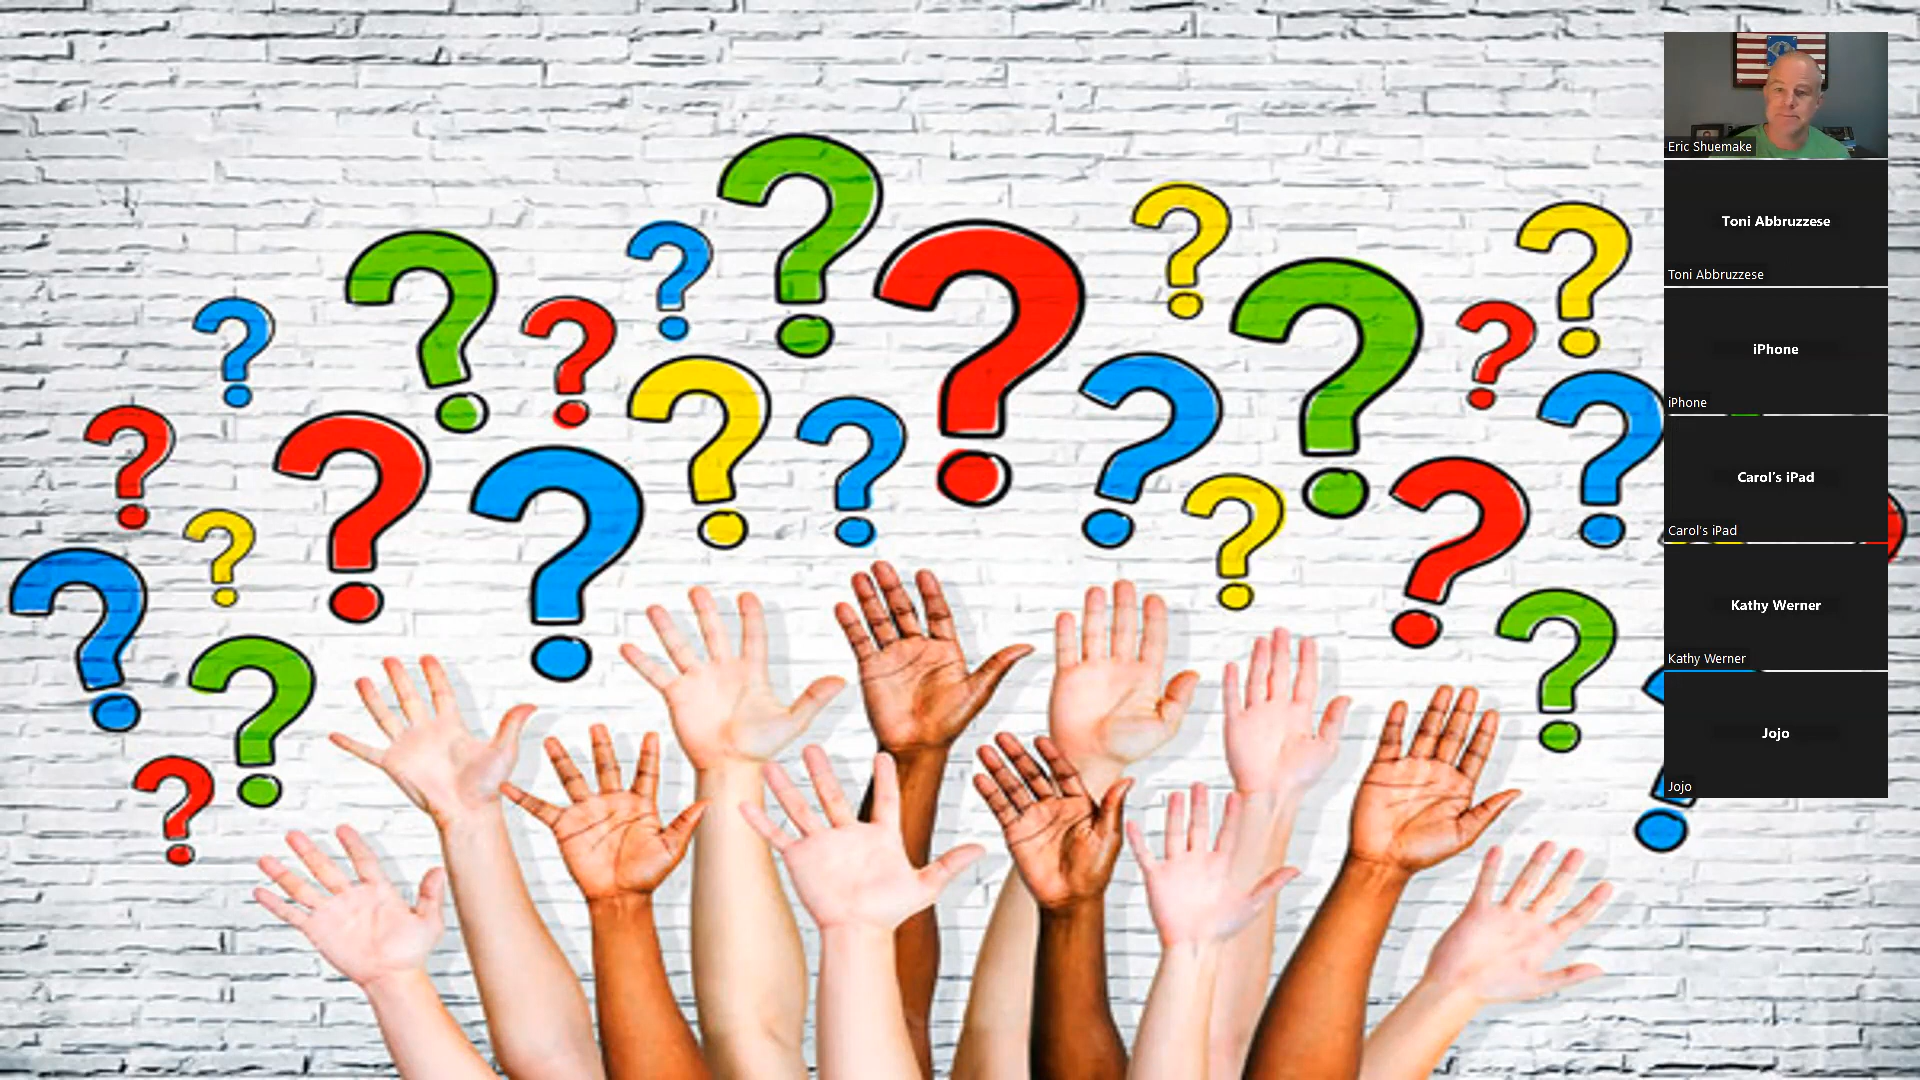 Eric Shuemake
Toni Abbruzzese
Toni Abbruzzese
iPhone
iPhone
Carol's iPad
Carol's iPad
Kathy Werner
Kathy Werner
Jojo
Jojo